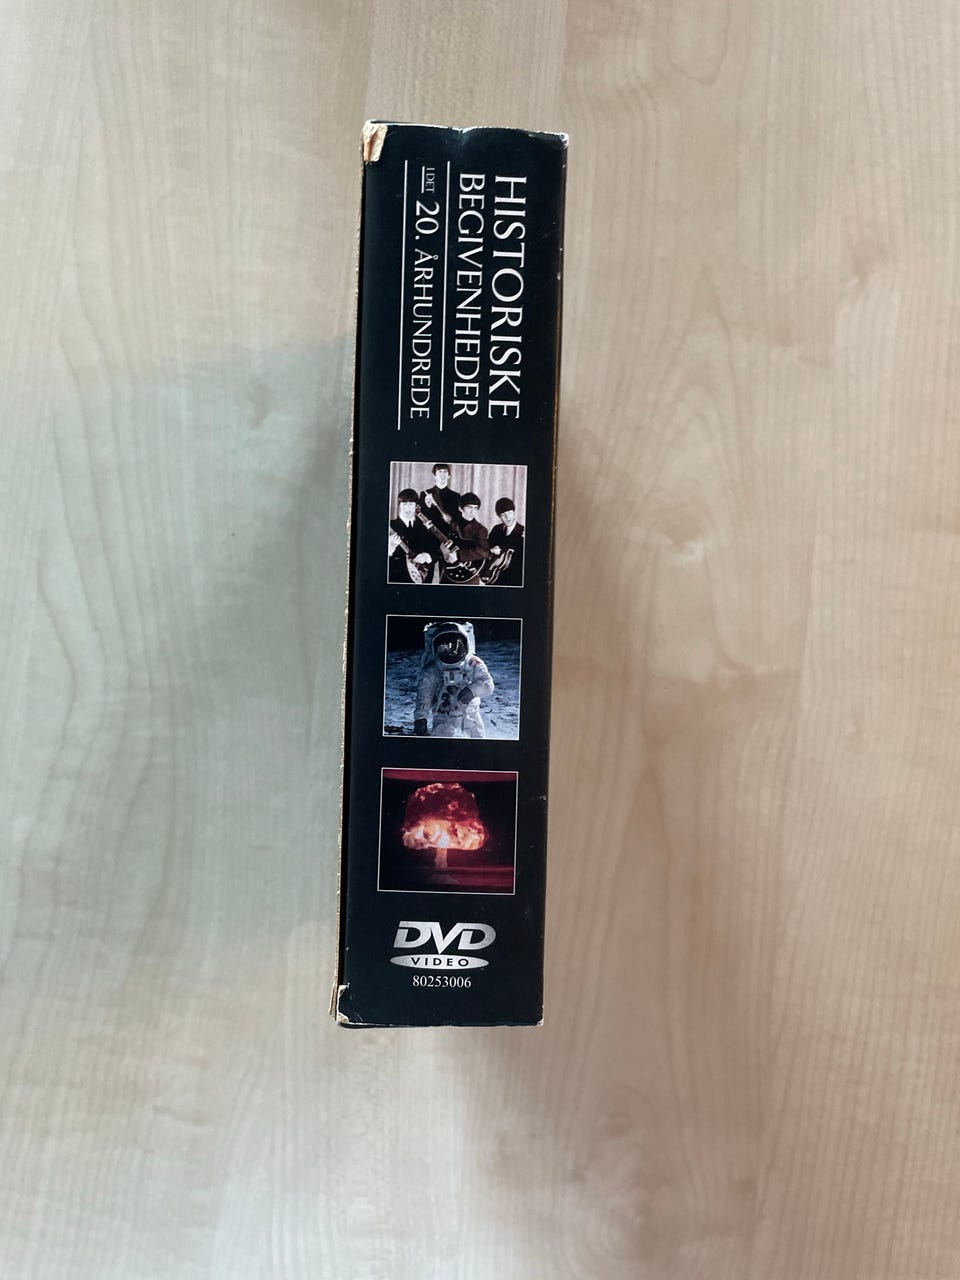 HISTORISKE
BEGIVENHEDER
I DET 20. ÅRHUNDREDE
DVD
VIDEO
80253006